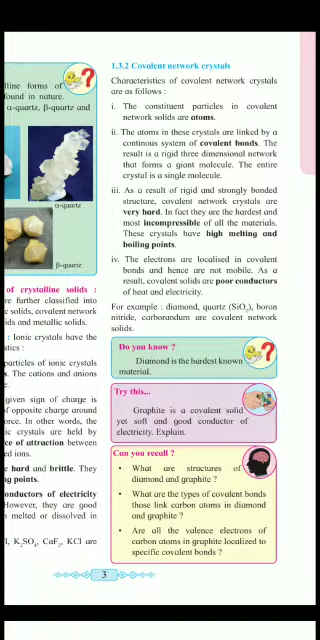 lline forms of
found in nature.
α-quartz, β-quartz and
α-quartz
β-quartz
of crystalline solids :
re further classified into
c solids, covalent network
ids and metallic solids.
: Ionic crystals have the
stics :
particles of ionic crystals
s. The cations and anions
e.
given sign of charge is
of opposite charge around
orce. In other words, the
ic crystals are held by
ce of attraction between
ed ions.
e hard and brittle. They
ng points.
onductors of electricity
However, they are good
n melted or dissolved in
l, K₂SO₄, CaF₂, KCl are
1.3.2 Covalent network crystals
Characteristics of covalent network crystals
are as follows :
i. The constituent particles in covalent
network solids are atoms.
ii. The atoms in these crystals are linked by a
continous system of covalent bonds. The
result is a rigid three dimensional network
that forms a giant molecule. The entire
crystal is a single molecule.
iii. As a result of rigid and strongly bonded
structure, covalent network crystals are
very hard. In fact they are the hardest and
most incompressible of all the materials.
These crystals have high melting and
boiling points.
iv. The electrons are localised in covalent
bonds and hence are not mobile. As a
result, covalent solids are poor conductors
of heat and electricity.
For example : diamond, quartz (SiO₂), boron
nitride, carborandum are covalent network
solids.
Do you know ?
Diamond is the hardest known
material.
Try this...
Graphite is a covalent solid
yet soft and good conductor of
electricity. Explain.
Can you recall ?
• What are structures of
diamond and graphite ?
• What are the types of covalent bonds
those link carbon atoms in diamond
and graphite ?
• Are all the valence electrons of
carbon atoms in graphite localized to
specific covalent bonds ?
3